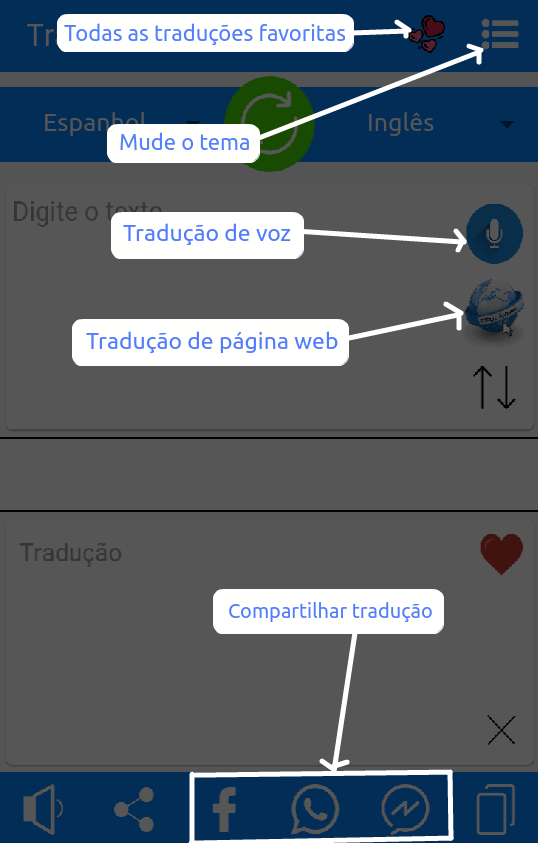 Todas as traduções favoritas
Espanhol
Inglês
Mude o tema
Digite o texto
Tradução de voz
Tradução de página web
Tradução
Compartilhar tradução